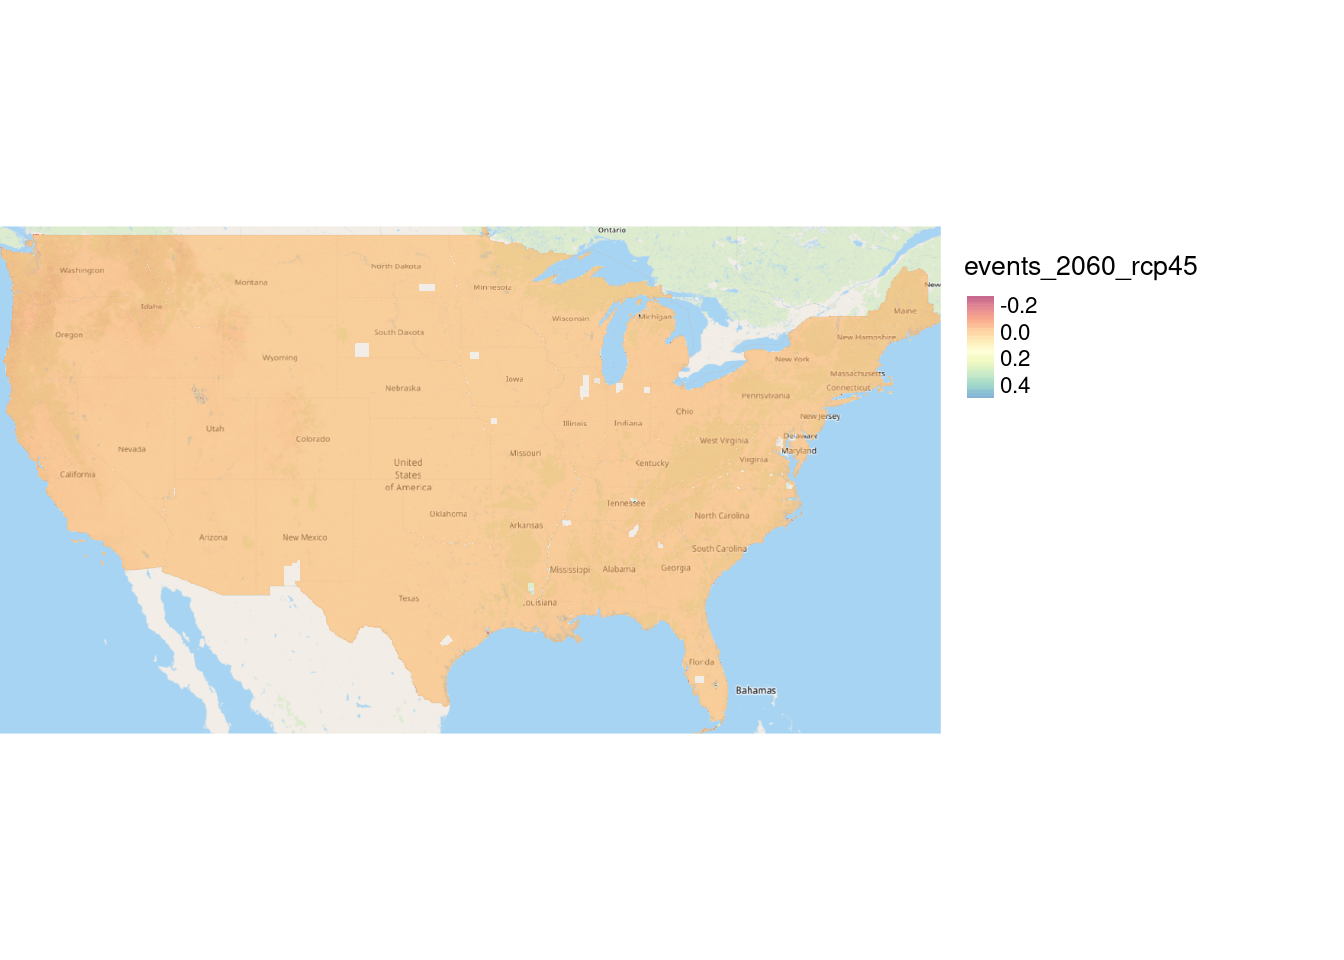 Ontario
New
Washington
North Dakota
Montana
Minnesota
Idaho
Maine
Wisconsin
Michigan
Oregon
South Dakota
New Hampshire
Wyoming
New York
Massachusetts
Iowa
Nebraska
Connecticut
Pennsylvania
Ohio
New Jersey
Illinois
Indiana
Utah
Delaware
Colorado
West Virginia
Nevada
Maryland
Missouri
Virginia
Kentucky
United
States
of America
California
Tennessee
Oklahoma
North Carolina
Arkansas
Arizona
New Mexico
South Carolina
Mississippi
Alabama
Georgia
Texas
Louisiana
Florida
Bahamas
events_2060_rcp45
-0.2
0.0
0.2
0.4